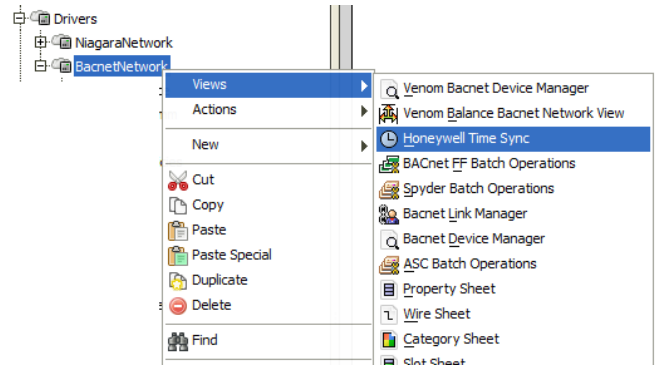 Drivers
NiagaraNetwork
BacnetNetwork
Views
Actions
New
Cut
Copy
Paste
Paste Special
Duplicate
Delete
Find
Venom Bacnet Device Manager
Venom Balance Bacnet Network View
Honeywell Time Sync
BACnet FF Batch Operations
Spyder Batch Operations
Bacnet Link Manager
Bacnet Device Manager
ASC Batch Operations
Property Sheet
Wire Sheet
Category Sheet
Slot Sheet